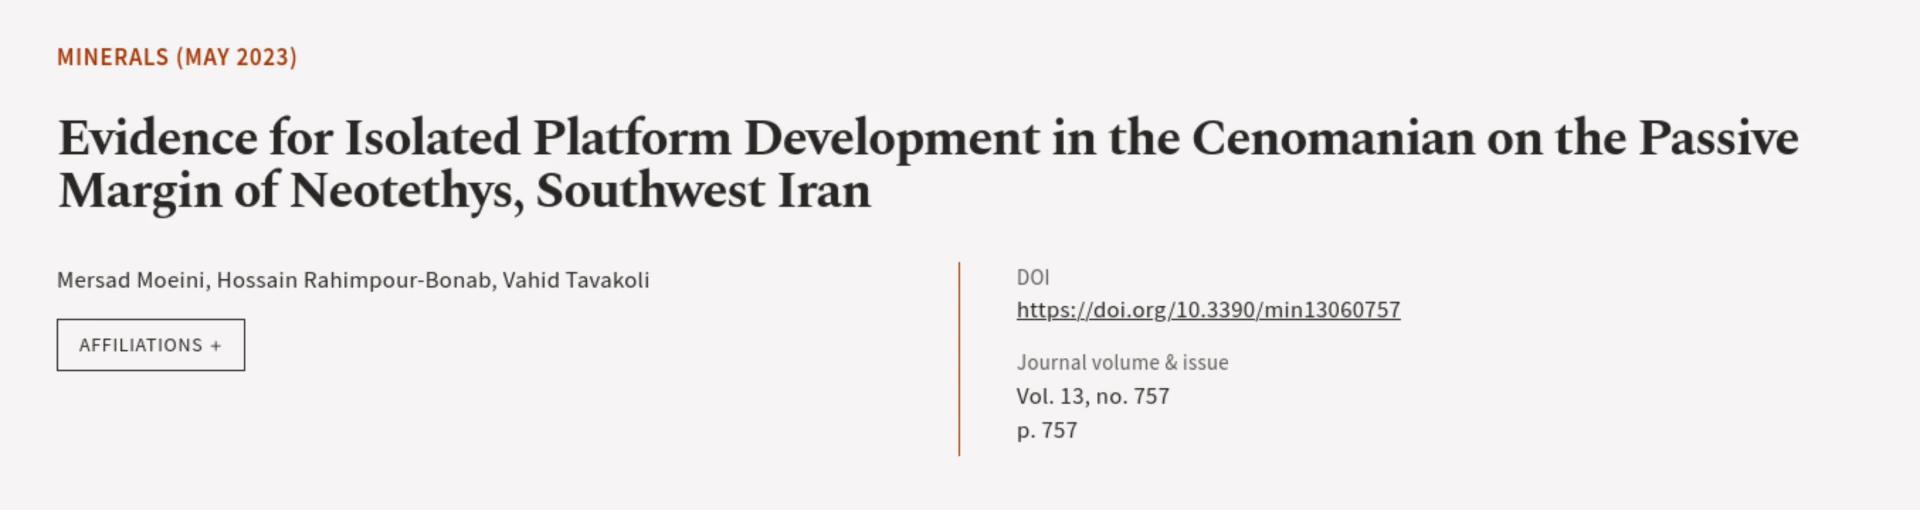 MINERALS (MAY 2023)
Evidence for Isolated Platform Development in the Cenomanian on the Passive
Margin of Neotethys, Southwest Iran
Mersad Moeini, Hossain Rahimpour-Bonab, Vahid Tavakoli
AFFILIATIONS +
DOI
https://doi.org/10.3390/min13060757
Journal volume & issue
Vol. 13, no. 757
p. 757